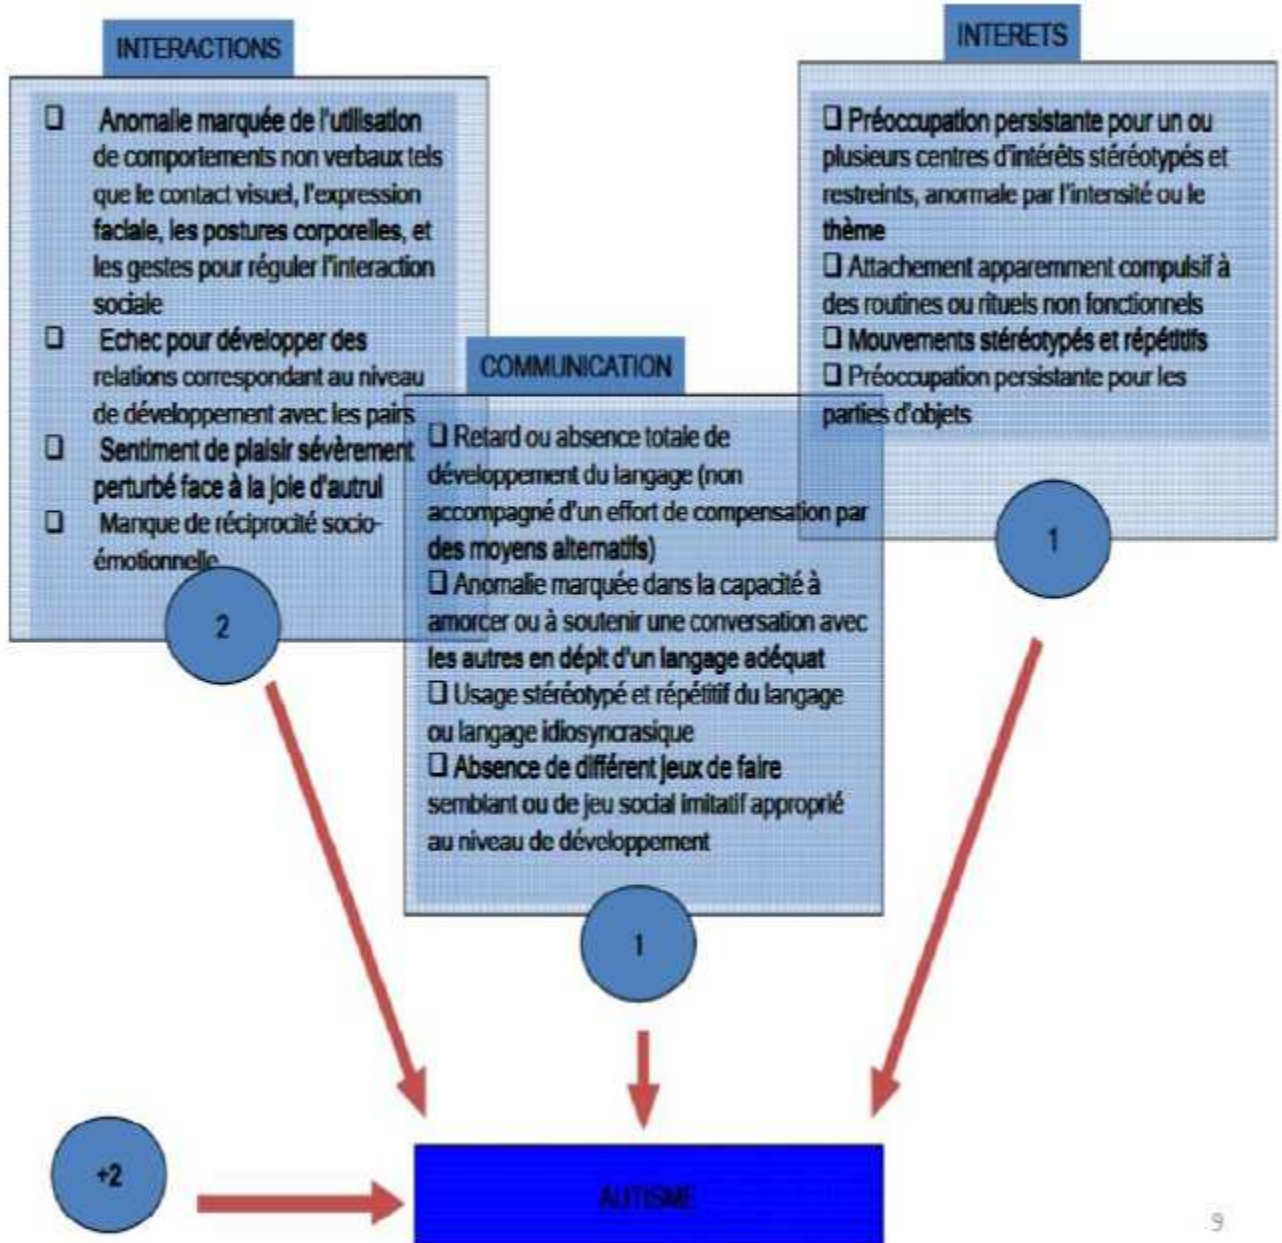 INTERACTIONS
❑ Anomalie marquée de l'utilisation
de comportements non verbaux tels
que le contact visuel, l'expression
faciale, les postures corporelles, et
les gestes pour réguler l'interaction
sociale
❑ Echec pour développer des
relations correspondant au niveau
de développement avec les pairs
❑ Sentiment de plaisir sévèrement
perturbé face à la joie d'autrui
❑ Manque de réciprocité socio-
émotionnelle
2
COMMUNICATION
❑ Retard ou absence totale de
développement du langage (non
accompagné d'un effort de compensation par
des moyens alternatifs)
❑ Anomalie marquée dans la capacité à
amorcer ou à soutenir une conversation avec
les autres en dépit d'un langage adéquat
❑ Usage stéréotypé et répétitif du langage
ou langage idiosyncrasique
❑ Absence de différent jeux de faire
semblant ou de jeu social imitatif approprié
au niveau de développement
1
INTERETS
❑ Préoccupation persistante pour un ou
plusieurs centres d'intérêts stéréotypés et
restreints, anormale par l'intensité ou le
thème
❑ Attachement apparemment compulsif à
des routines ou rituels non fonctionnels
❑ Mouvements stéréotypés et répétitifs
❑ Préoccupation persistante pour les
parties d'objets
1
+2
AUTISME
9